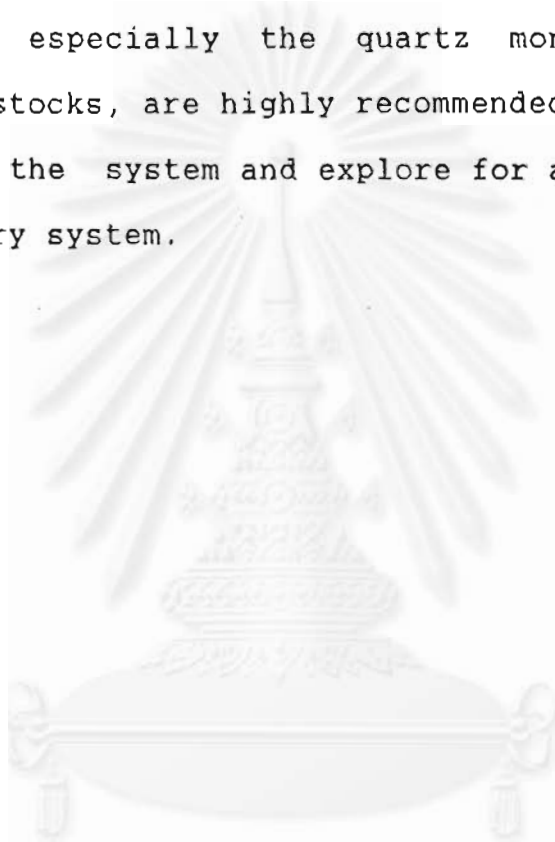 especially the quartz
stocks, are highly recommended
the system and explore for
system.